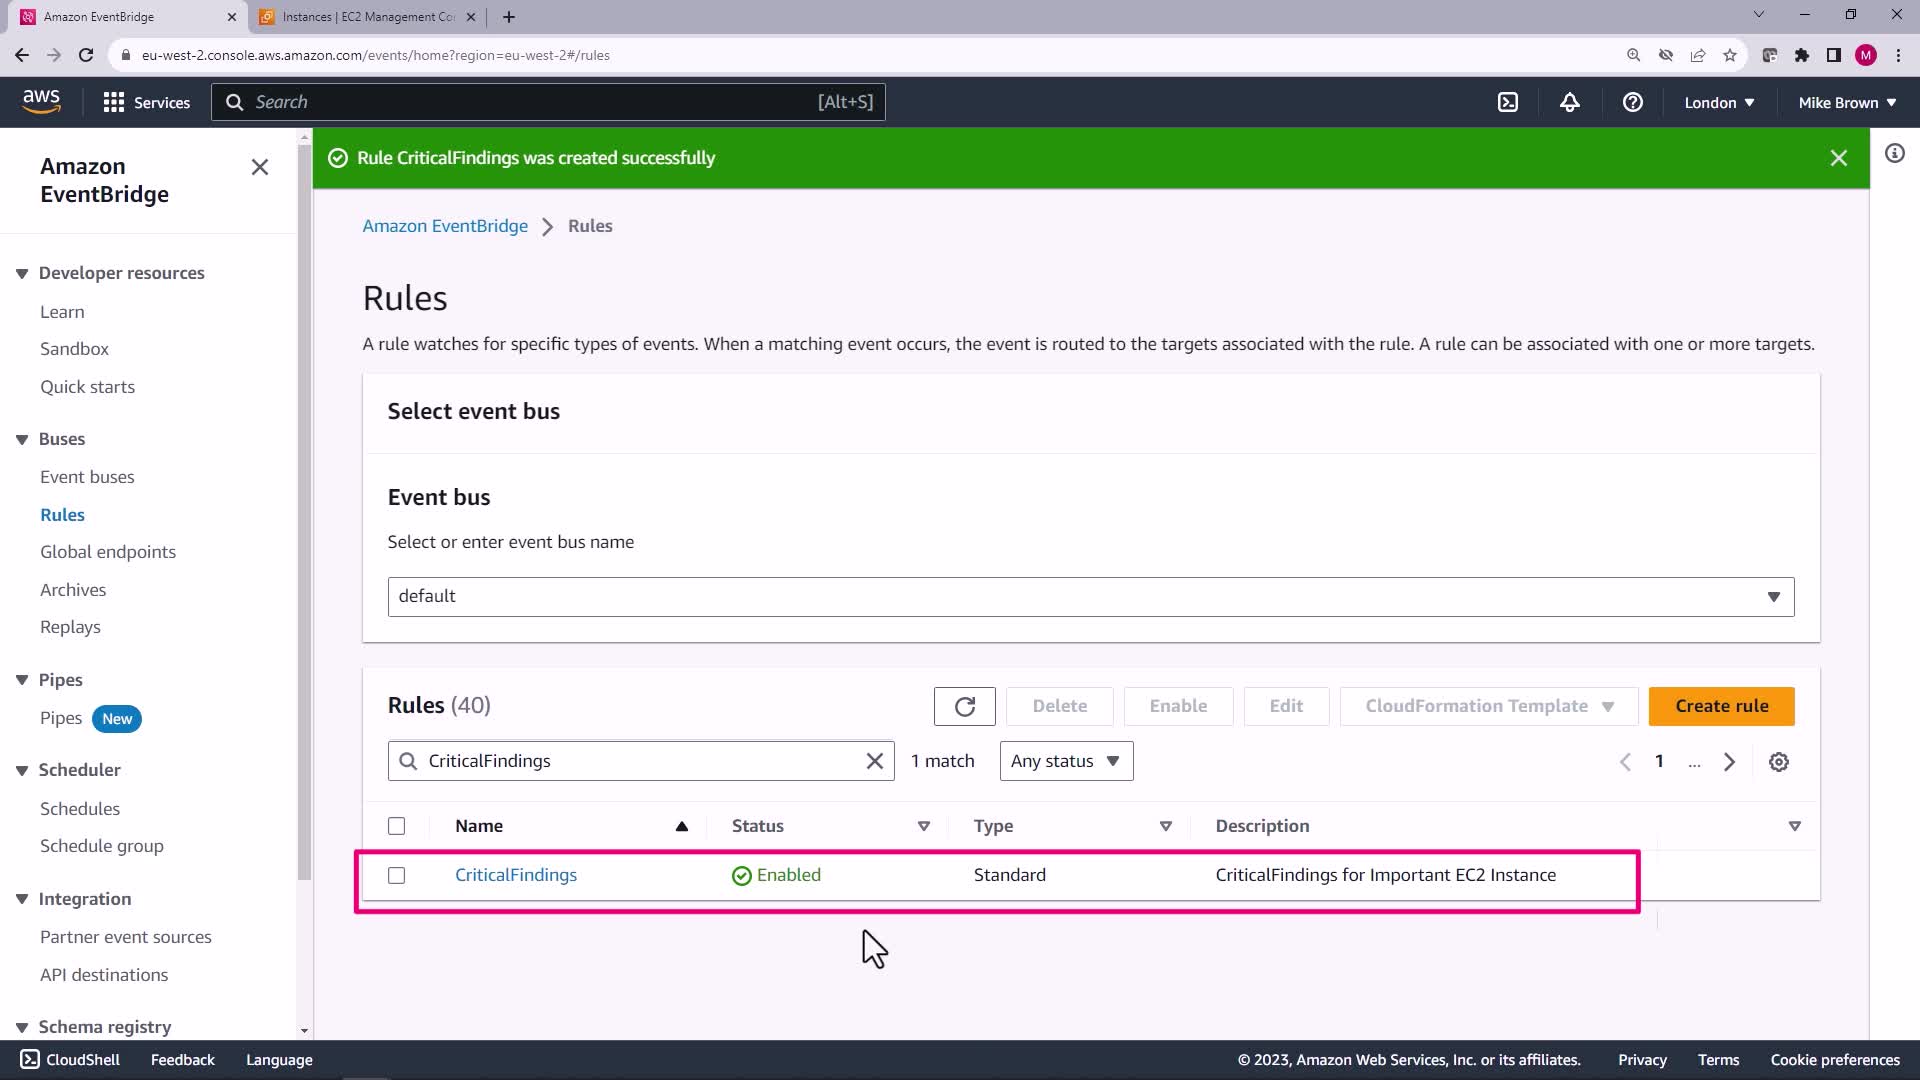 Amazon EventBridge
Instances | EC2 Management Co
eu-west-2.console.aws.amazon.com/events/home?region=eu-west-2#/rules
M
aws
Services
Search
[Alt+S]
London
Mike Brown
Amazon
EventBridge
Developer resources
Learn
Sandbox
Quick starts
Buses
Event buses
Rules
Global endpoints
Archives
Replays
Pipes
Pipes New
Scheduler
Schedules
Schedule group
Integration
Partner event sources
API destinations
Schema registry
Rule CriticalFindings was created successfully
Amazon EventBridge > Rules
Rules
A rule watches for specific types of events. When a matching event occurs, the event is routed to the targets associated with the rule. A rule can be associated with one or more targets.
Select event bus
Event bus
Select or enter event bus name
default
Rules (40)
Delete
Enable
Edit
CloudFormation Template
Create rule
CriticalFindings
1 match
Any status
1 ...
Name Status Type Description
CriticalFindings Enabled Standard CriticalFindings for Important EC2 Instance
CloudShell Feedback Language
© 2023, Amazon Web Services, Inc. or its affiliates. Privacy Terms Cookie preferences